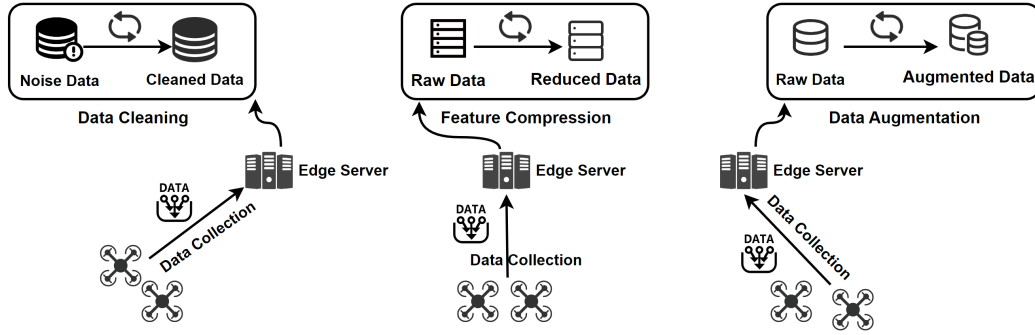 Noise Data
Cleaned Data
Data Cleaning
Edge Server
DATA
Data Collection
Raw Data
Reduced Data
Feature Compression
Edge Server
DATA
Data Collection
Raw Data
Augmented Data
Data Augmentation
Edge Server
DATA
Data Collection